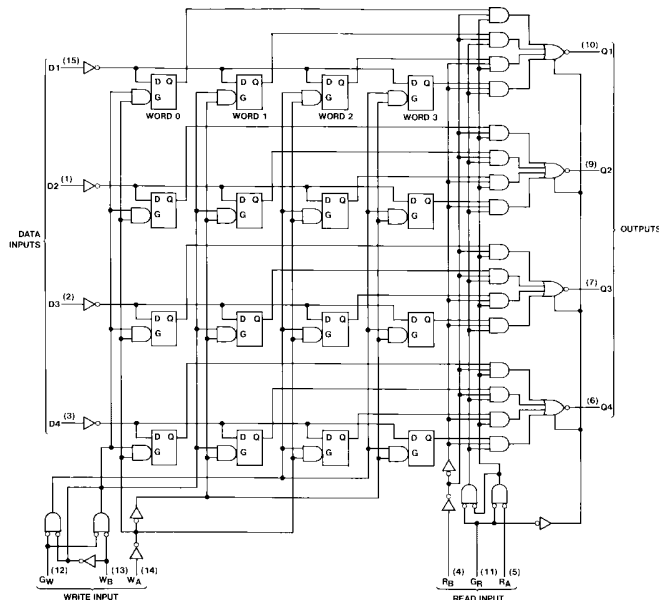 D1 (15)
D Q
G
WORD 0
D Q
G
WORD 1
D Q
G
WORD 2
D Q
G
WORD 3
(10) Q1
D2 (1)
D Q
G
D Q
G
D Q
G
D Q
G
(9) Q2
DATA
INPUTS
OUTPUTS
D3 (2)
D Q
G
D Q
G
D Q
G
D Q
G
(7) Q3
D4 (3)
D Q
G
D Q
G
D Q
G
D Q
G
(6) Q4
GW (12)
WB (13)
WA (14)
WRITE INPUT
RB (4)
GR (11)
RA (5)
READ INPUT